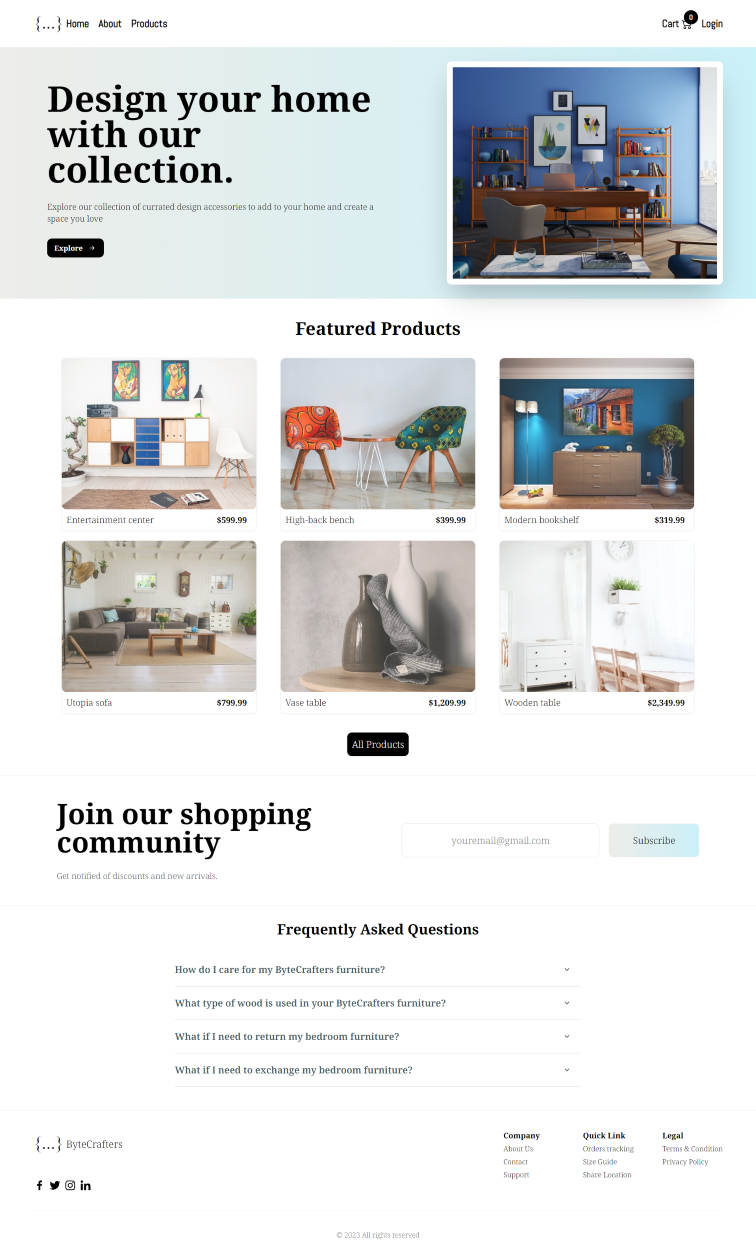 {...} Home About Products
Cart 0 Login
Design your home
with our
collection.
Explore our collection of currated design accessories to add to your home and create a
space you love
Explore →
Featured Products
Entertainment center $599.99
High-back bench $399.99
Modern bookshelf $319.99
Utopia sofa $799.99
Vase table $1,209.99
Wooden table $2,349.99
All Products
Join our shopping
community
Get notified of discounts and new arrivals.
youremail@gmail.com
Subscribe
Frequently Asked Questions
How do I care for my ByteCrafters furniture?
What type of wood is used in your ByteCrafters furniture?
What if I need to return my bedroom furniture?
What if I need to exchange my bedroom furniture?
{...} ByteCrafters
Company
About Us
Contact
Support
Quick Link
Orders tracking
Size Guide
Share Location
Legal
Terms & Condition
Privacy Policy
© 2023 All rights reserved